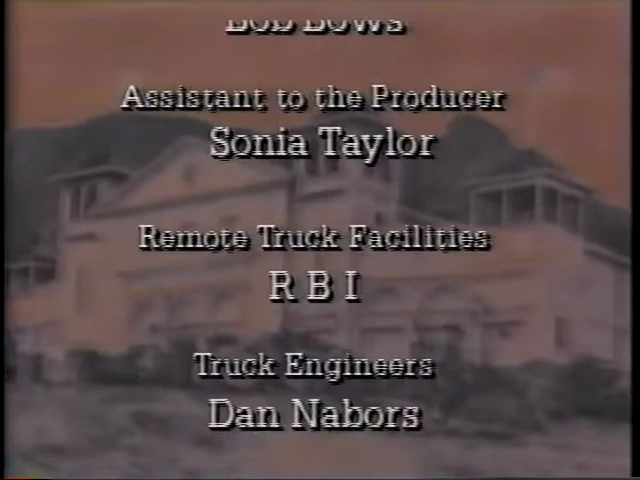 Assistant to the Producer
Sonia Taylor
Remote Truck Facilities
R B I
Truck Engineers
Dan Nabors